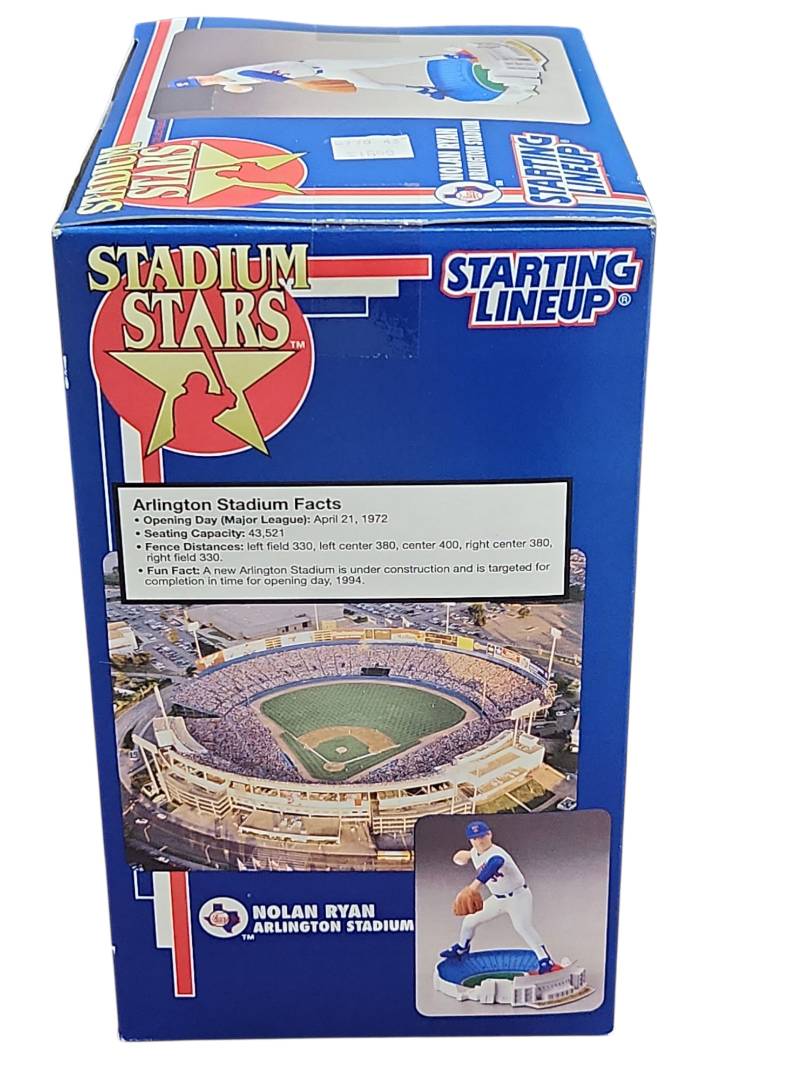 STADIUM
STARS
NOLAN RYAN
ARLINGTON STADIUM
STARTING
LINEUP
STADIUM
STARS™
STARTING
LINEUP®
Arlington Stadium Facts
• Opening Day (Major League): April 21, 1972
• Seating Capacity: 43,521
• Fence Distances: left field 330, left center 380, center 400, right center 380,
right field 330.
• Fun Fact: A new Arlington Stadium is under construction and is targeted for
completion in time for opening day, 1994.
NOLAN RYAN
ARLINGTON STADIUM
™
34